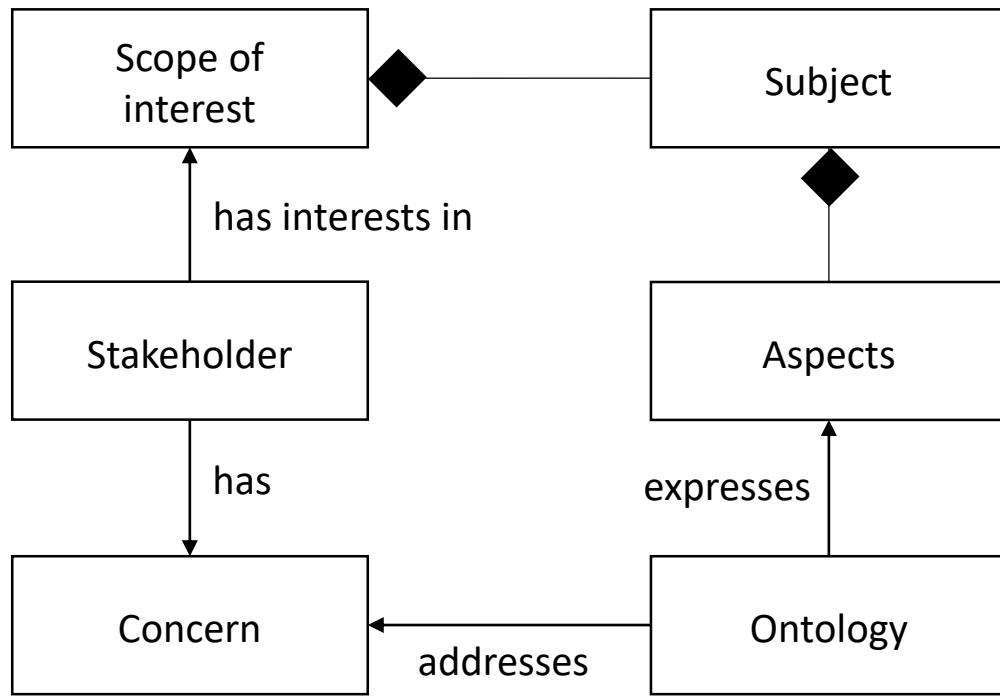 Scope of
interest
Subject
has interests in
Stakeholder
Aspects
has
expresses
Concern
Ontology
addresses